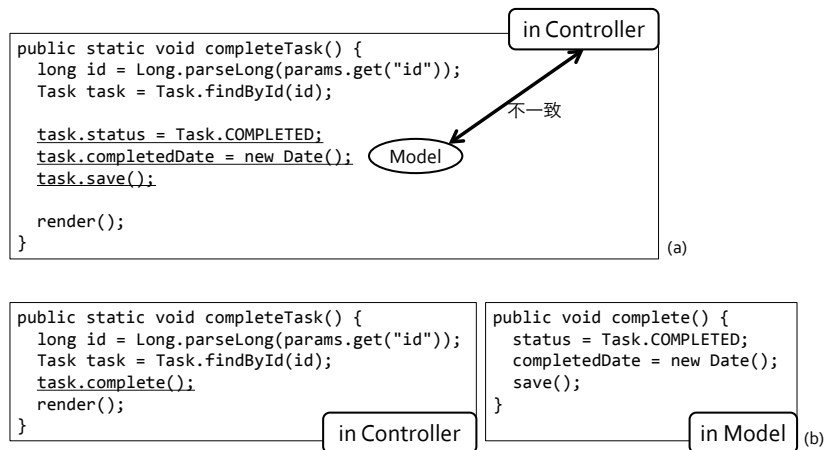 in Controller
public static void completeTask() {
long id = Long.parseLong(params.get("id"));
Task task = Task.findById(id);
不一致
task.status = Task.COMPLETED;
task.completedDate = new Date();
Model
task.save();
render();
}
(a)
public static void completeTask() {
long id = Long.parseLong(params.get("id"));
Task task = Task.findById(id);
task.complete();
render();
}
in Controller
public void complete() {
status = Task.COMPLETED;
completedDate = new Date();
save();
}
in Model
(b)